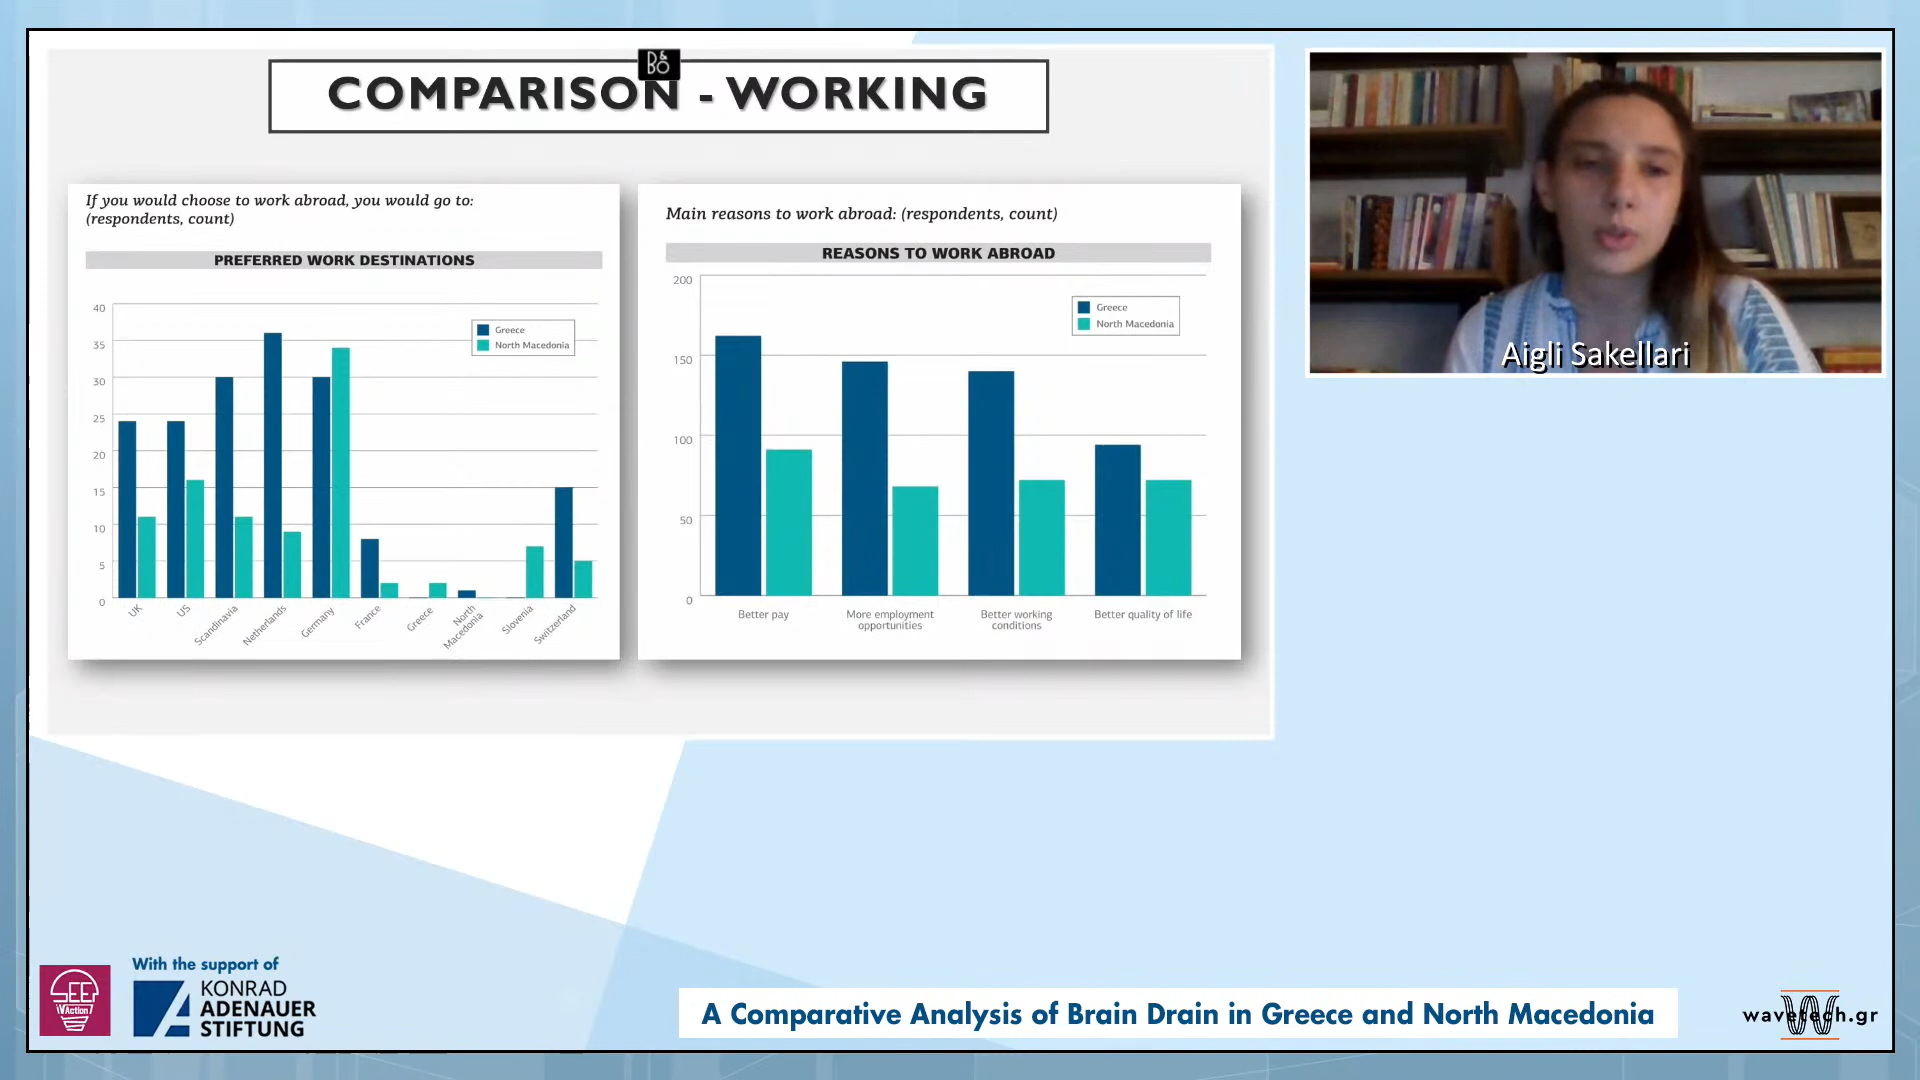 B&O
COMPARISON - WORKING
If you would choose to work abroad, you would go to:
(respondents, count)
PREFERRED WORK DESTINATIONS
40
35
30
25
20
15
10
5
0
Greece
North Macedonia
UK
US
Scandinavia
Netherlands
Germany
France
Greece
North
Macedonia
Slovenia
Switzerland
Main reasons to work abroad: (respondents, count)
REASONS TO WORK ABROAD
200
150
100
50
0
Greece
North Macedonia
Better pay
More employment
opportunities
Better working
conditions
Better quality of life
Aigli Sakellari
SEE
iNAction
With the support of
KONRAD
ADENAUER
STIFTUNG
A Comparative Analysis of Brain Drain in Greece and North Macedonia
wavetech.gr